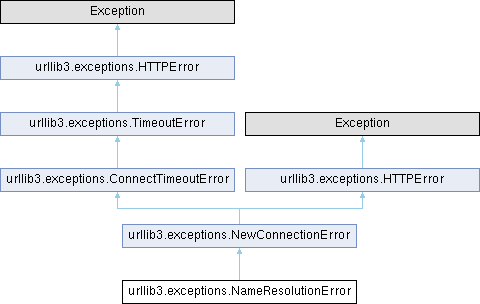 Exception
urllib3.exceptions.HTTPError
urllib3.exceptions.TimeoutError
Exception
urllib3.exceptions.ConnectTimeoutError
urllib3.exceptions.HTTPError
urllib3.exceptions.NewConnectionError
urllib3.exceptions.NameResolutionError